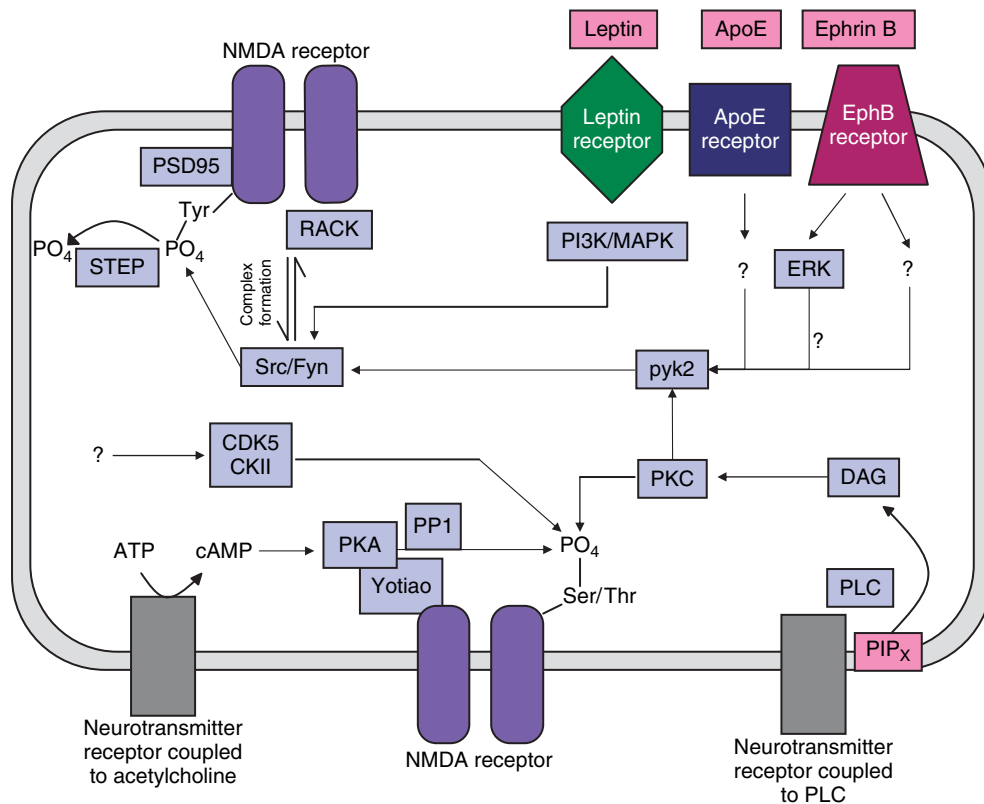 Leptin
ApoE
Ephrin B
NMDA receptor
Leptin
receptor
ApoE
receptor
EphB
receptor
PSD95
Tyr
RACK
PO4
PO4
STEP
PI3K/MAPK
?
ERK
?
Complex
formation
?
Src/Fyn
pyk2
?
CDK5
CKII
PKC
DAG
PP1
ATP
cAMP
PKA
PO4
Yotiao
Ser/Thr
PLC
PIPX
Neurotransmitter
receptor coupled
to acetylcholine
NMDA receptor
Neurotransmitter
receptor coupled
to PLC